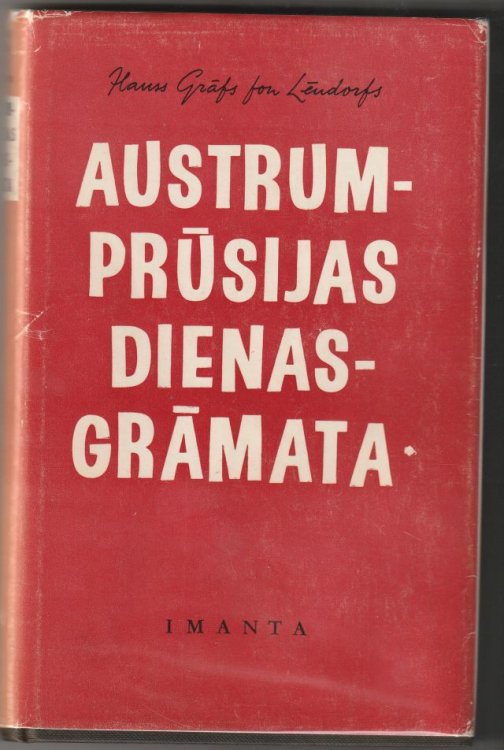 Hanss Grāfs fon Lēndorfs
AUSTRUM-
PRŪSIJAS
DIENAS-
GRĀMATA
IMANTA